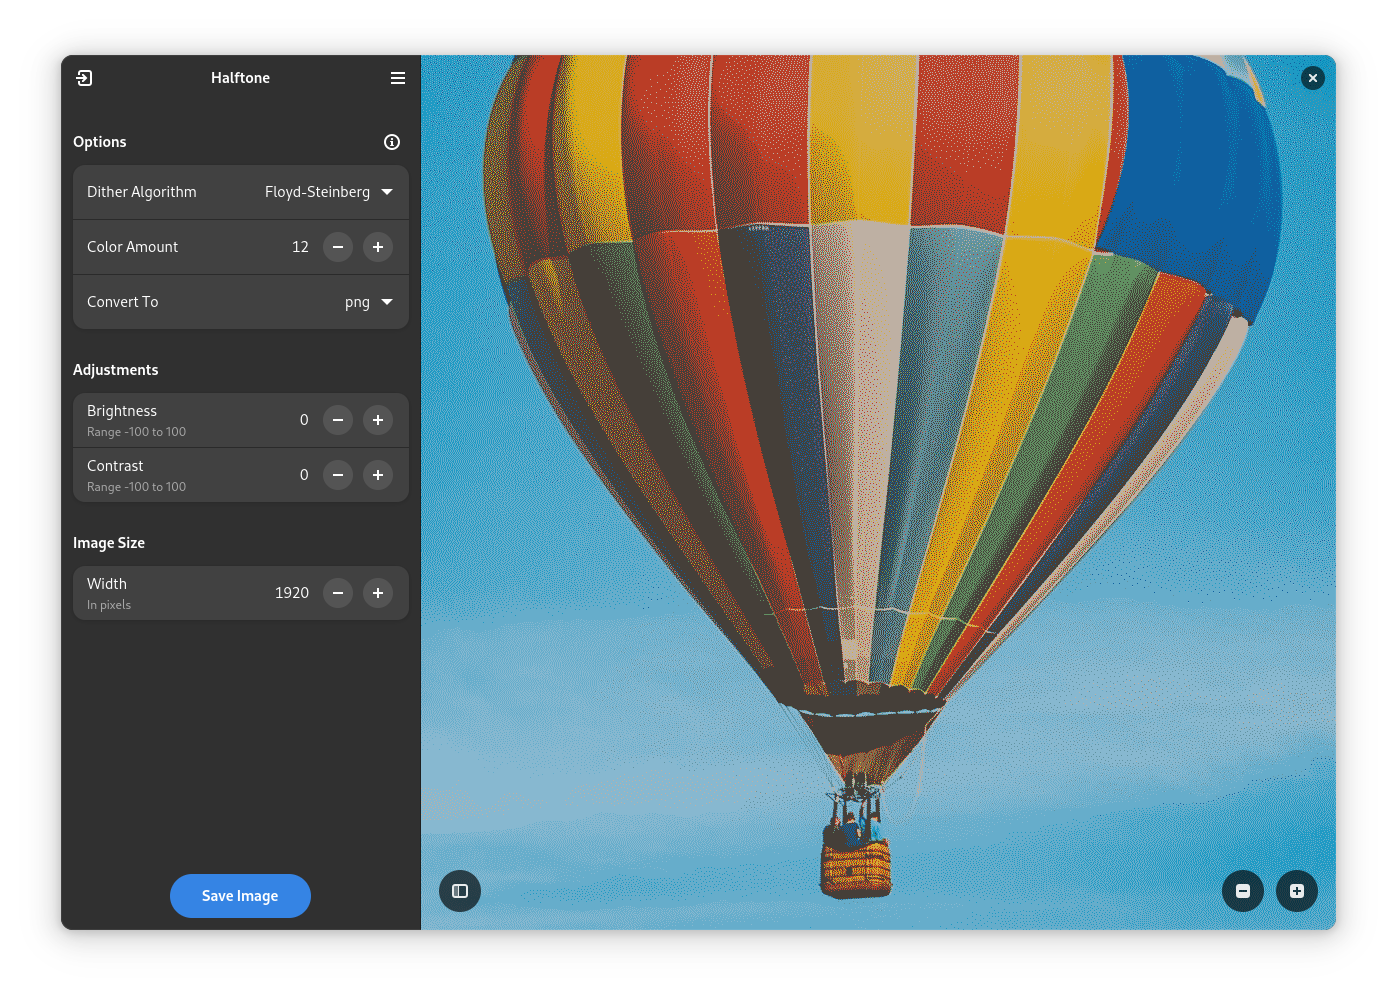 Halftone
Options
Dither Algorithm Floyd-Steinberg
Color Amount 12
Convert To png
Adjustments
Brightness 0
Range -100 to 100
Contrast 0
Range -100 to 100
Image Size
Width 1920
In pixels
Save Image